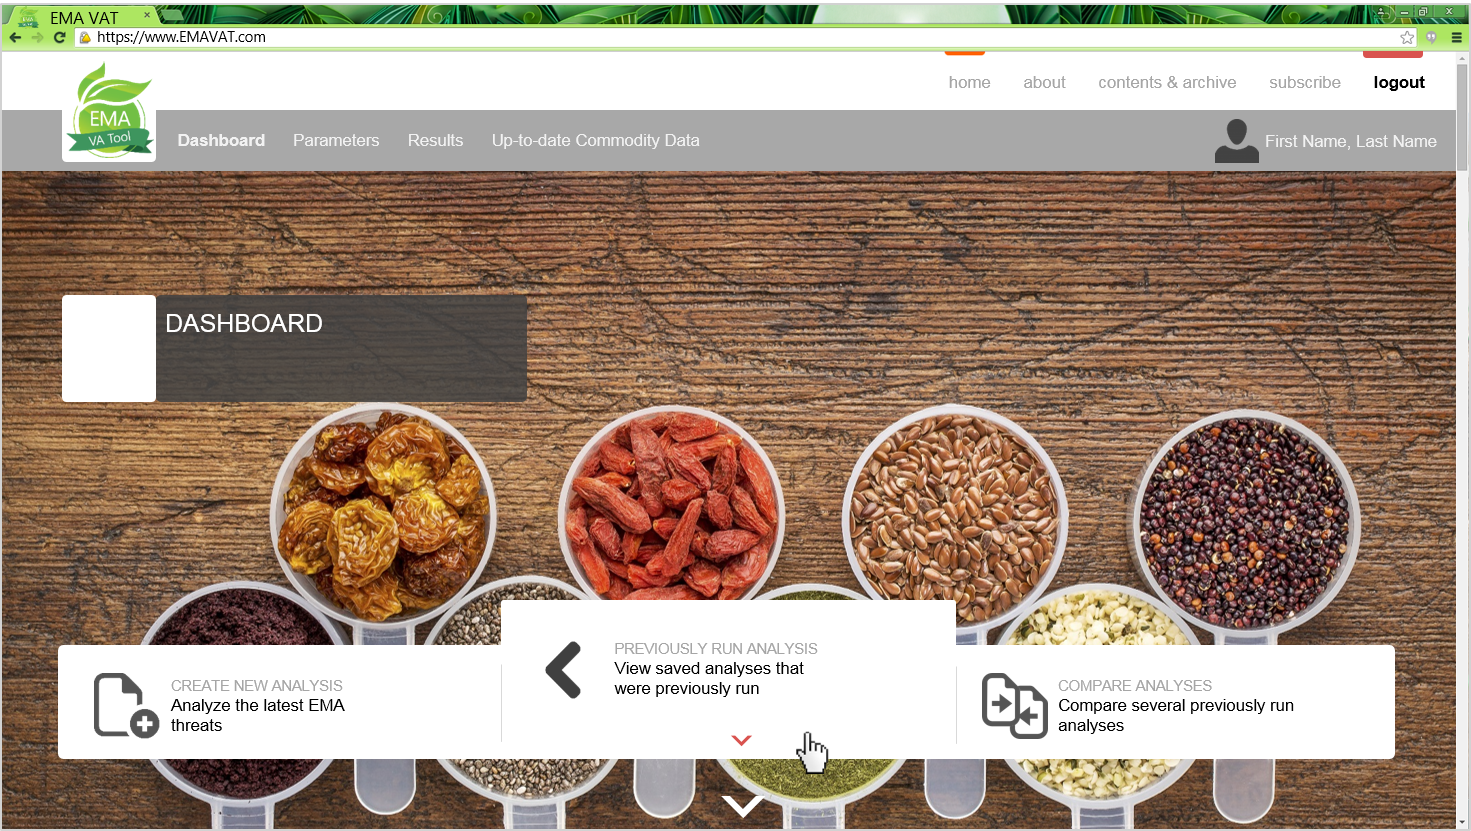 EMA VAT
https://www.EMAVAT.com
home about contents & archive subscribe logout
EMA
VA Tool
Dashboard Parameters Results Up-to-date Commodity Data First Name, Last Name
DASHBOARD
CREATE NEW ANALYSIS
Analyze the latest EMA
threats
PREVIOUSLY RUN ANALYSIS
View saved analyses that
were previously run
COMPARE ANALYSES
Compare several previously run
analyses